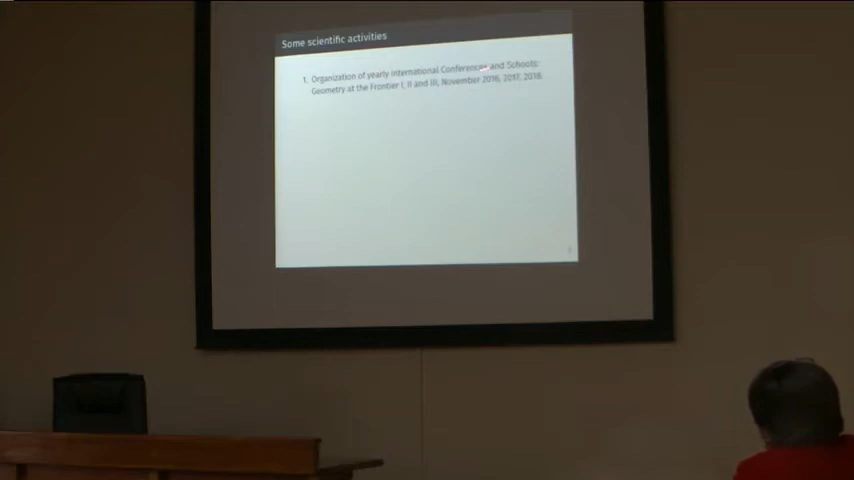 Some scientific activities
1. Organization of yearly international Conferences and Schools:
Geometry at the Frontier I, II and III, November 2016, 2017, 2018.